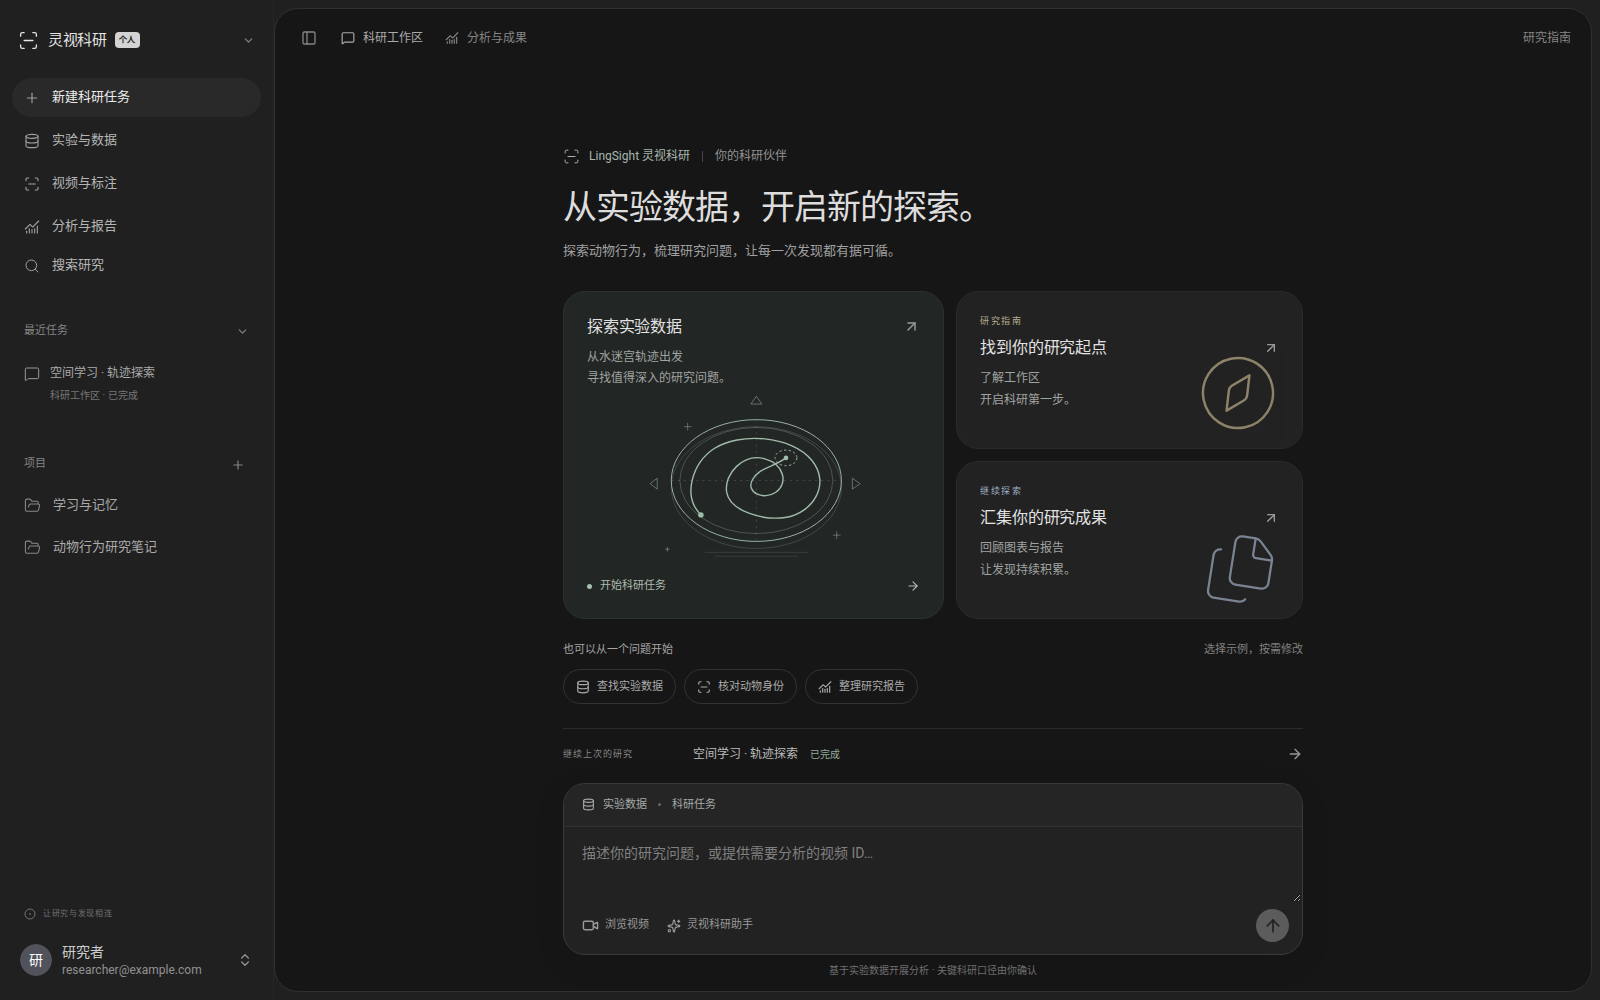 灵视科研 个人
新建科研任务
实验与数据
视频与标注
分析与报告
搜索研究
最近任务
空间学习 · 轨迹探索
科研工作区 · 已完成
项目
学习与记忆
动物行为研究笔记
让研究与发现相连
研 研究者
researcher@example.com
科研工作区 分析与成果 研究指南
LingSight 灵视科研 | 你的科研伙伴
从实验数据，开启新的探索。
探索动物行为，梳理研究问题，让每一次发现都有据可循。
探索实验数据
从水迷宫轨迹出发
寻找值得深入的研究问题。
开始科研任务
研究指南
找到你的研究起点
了解工作区
开启科研第一步。
继续探索
汇集你的研究成果
回顾图表与报告
让发现持续积累。
也可以从一个问题开始 选择示例，按需修改
查找实验数据 核对动物身份 整理研究报告
继续上次的研究 空间学习 · 轨迹探索 已完成
实验数据 • 科研任务
描述你的研究问题，或提供需要分析的视频 ID...
浏览视频 灵视科研助手
基于实验数据开展分析 · 关键科研口径由你确认